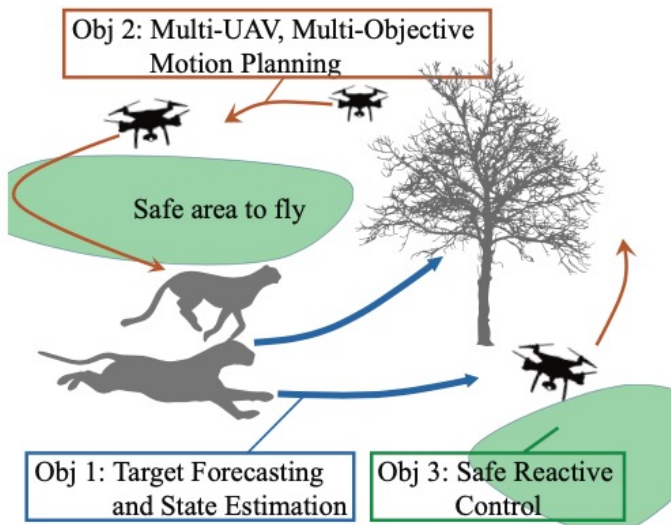 Obj 2: Multi-UAV, Multi-Objective
Motion Planning
Safe area to fly
Obj 1: Target Forecasting
and State Estimation
Obj 3: Safe Reactive
Control